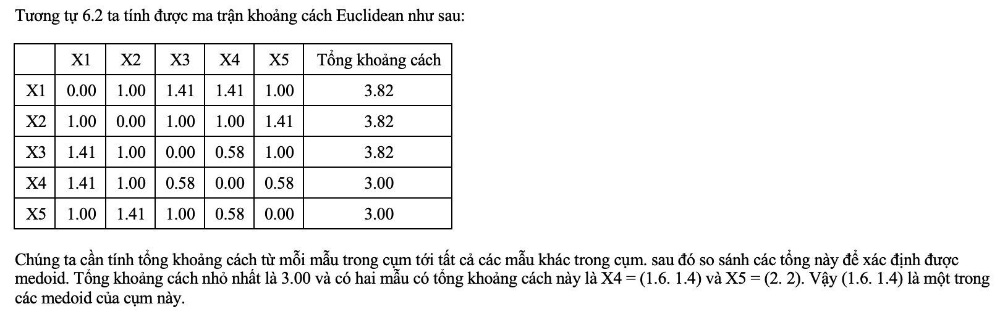 Tương tự 6.2 ta tính được ma trận khoảng cách Euclidean như sau:
X1 X2 X3 X4 X5 Tổng khoảng cách
X1 0.00 1.00 1.41 1.41 1.00 3.82
X2 1.00 0.00 1.00 1.00 1.41 3.82
X3 1.41 1.00 0.00 0.58 1.00 3.82
X4 1.41 1.00 0.58 0.00 0.58 3.00
X5 1.00 1.41 1.00 0.58 0.00 3.00
Chúng ta cần tính tổng khoảng cách từ mỗi mẫu trong cụm tới tất cả các mẫu khác trong cụm. sau đó so sánh các tổng này để xác định được
medoid. Tổng khoảng cách nhỏ nhất là 3.00 và có hai mẫu có tổng khoảng cách này là X4 = (1.6. 1.4) và X5 = (2. 2). Vậy (1.6. 1.4) là một trong
các medoid của cụm này.